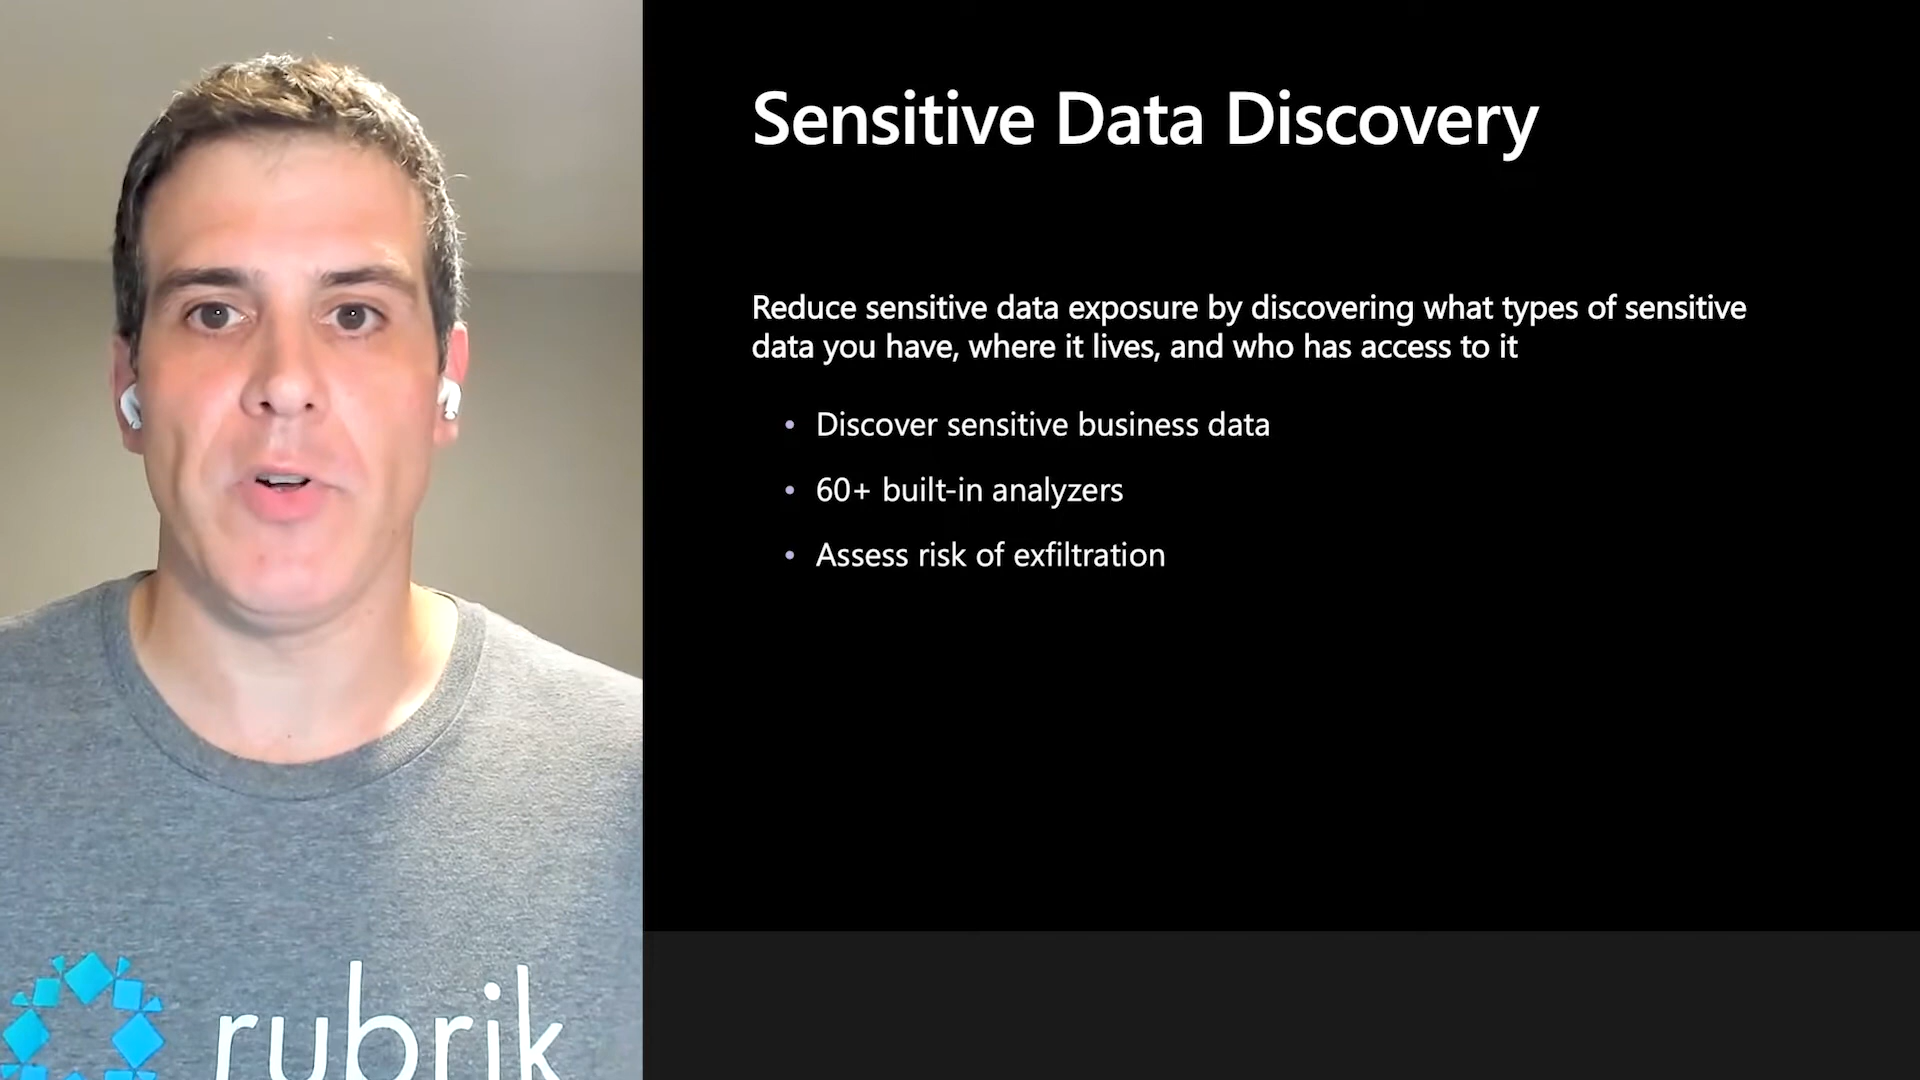 Sensitive Data Discovery
Reduce sensitive data exposure by discovering what types of sensitive
data you have, where it lives, and who has access to it
• Discover sensitive business data
• 60+ built-in analyzers
• Assess risk of exfiltration
rubrik